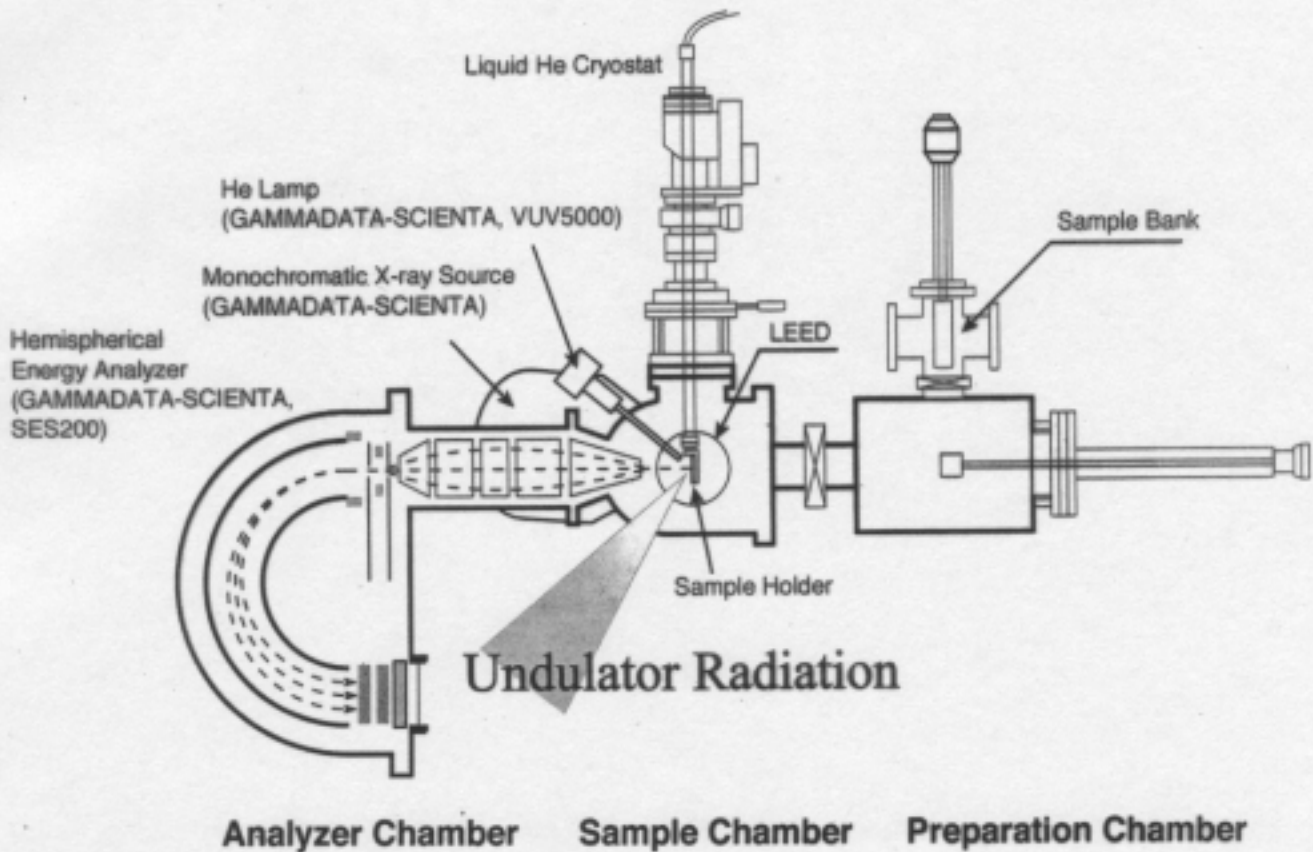 Liquid He Cryostat
He Lamp
(GAMMADATA-SCIENTA, VUV5000)
Sample Bank
Monochromatic X-ray Source
(GAMMADATA-SCIENTA)
Hemispherical
Energy Analyzer
(GAMMADATA-SCIENTA,
SES200)
LEED
Sample Holder
Undulator Radiation
Analyzer Chamber
Sample Chamber
Preparation Chamber